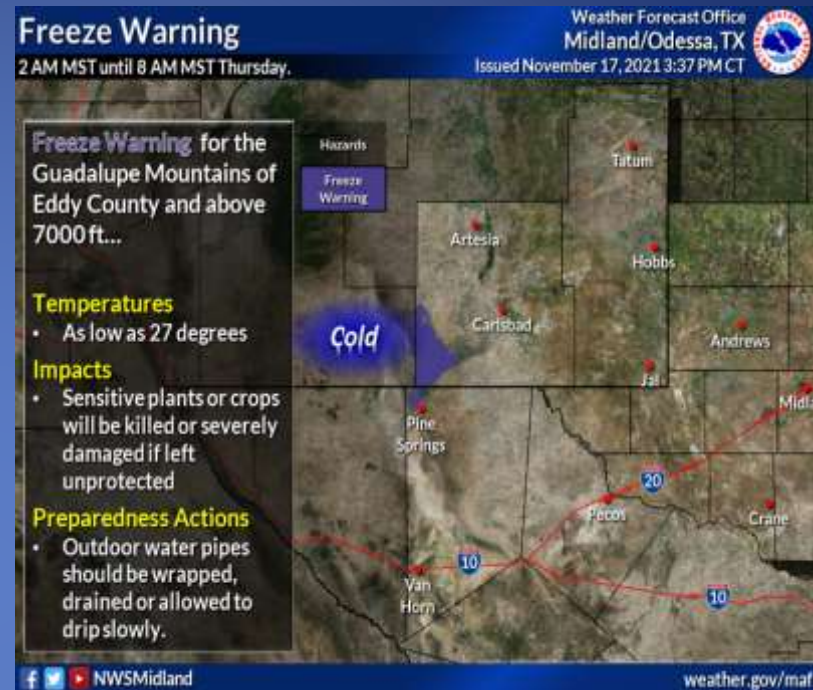 Freeze Warning
Weather Forecast Office
Midland/Odessa, TX
2 AM MST until 8 AM MST Thursday.
Issued November 17, 2021 3:37 PM CT
Freeze Warning for the
Guadalupe Mountains of
Eddy County and above
7000 ft...
Temperatures
• As low as 27 degrees
Impacts
• Sensitive plants or crops
will be killed or severely
damaged if left
unprotected
Preparedness Actions
• Outdoor water pipes
should be wrapped,
drained or allowed to
drip slowly.
Hazards
Freeze
Warning
Tatum
Artesia
Hobbs
Cold
Carlsbad
Andrews
Jal
Midla
Pine
Springs
20
Pecos
Crane
10
Van
Horn
10
NWSMidland
weather.gov/maf